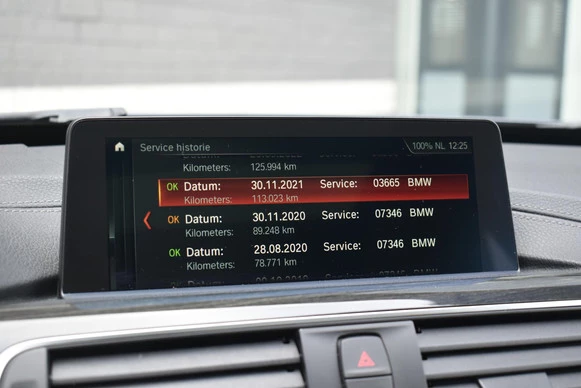 Service historie 100% NL 12:25
Kilometers: 125.994 km
OK Datum: 30.11.2021 Service: 03665 BMW
Kilometers: 113.023 km
OK Datum: 30.11.2020 Service: 07346 BMW
Kilometers: 89.248 km
OK Datum: 28.08.2020 Service: 07346 BMW
Kilometers: 78.771 km